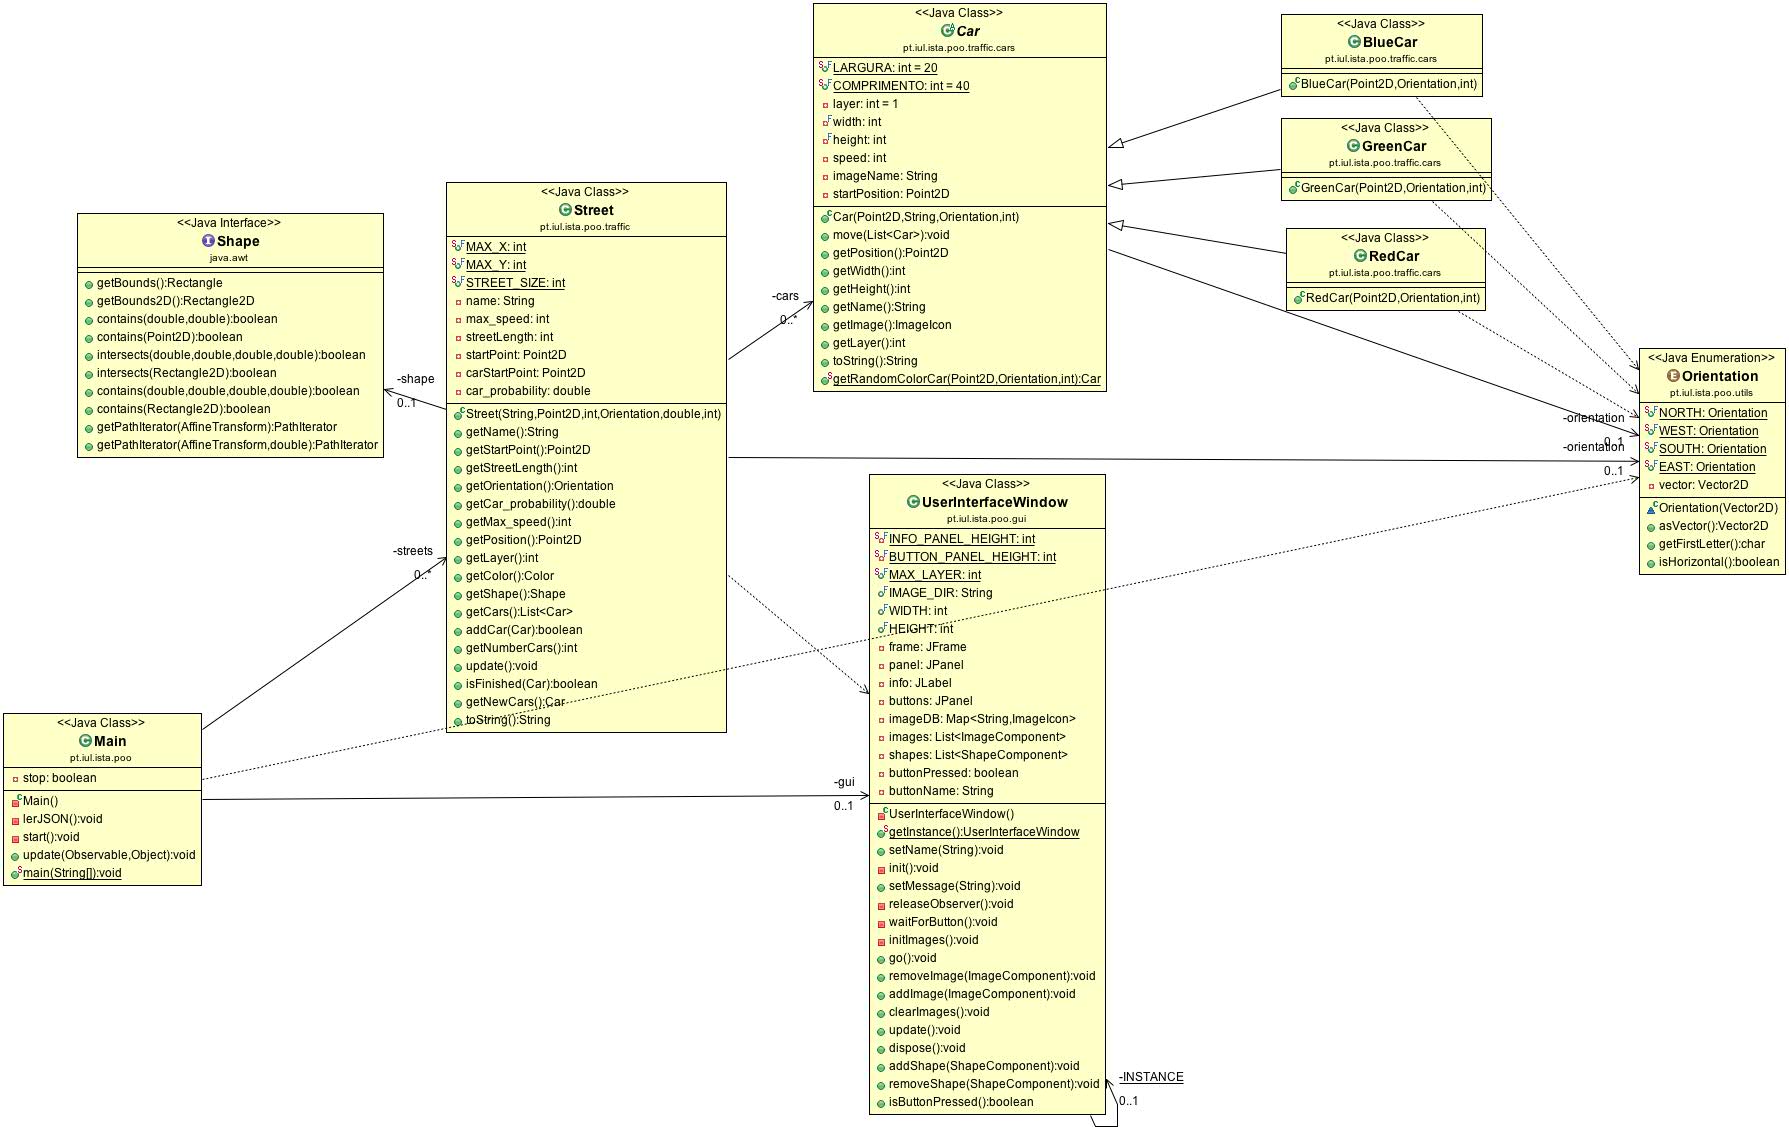 <<Java Class>>
Car
pt.iul.ista.poo.traffic.cars
LARGURA: int = 20
COMPRIMENTO: int = 40
layer: int = 1
width: int
height: int
speed: int
imageName: String
startPosition: Point2D
Car(Point2D,String,Orientation,int)
move(List<Car>):void
getPosition():Point2D
getWidth():int
getHeight():int
getName():String
getImage():ImageIcon
getLayer():int
toString():String
getRandomColorCar(Point2D,Orientation,int):Car
<<Java Class>>
BlueCar
pt.iul.ista.poo.traffic.cars
BlueCar(Point2D,Orientation,int)
<<Java Class>>
GreenCar
pt.iul.ista.poo.traffic.cars
GreenCar(Point2D,Orientation,int)
<<Java Class>>
RedCar
pt.iul.ista.poo.traffic.cars
RedCar(Point2D,Orientation,int)
<<Java Class>>
Street
pt.iul.ista.poo.traffic
MAX_X: int
MAX_Y: int
STREET_SIZE: int
name: String
max_speed: int
streetLength: int
startPoint: Point2D
carStartPoint: Point2D
car_probability: double
Street(String,Point2D,int,Orientation,double,int)
getName():String
getStartPoint():Point2D
getStreetLength():int
getOrientation():Orientation
getCar_probability():double
getMax_speed():int
getPosition():Point2D
getLayer():int
getColor():Color
getShape():Shape
getCars():List<Car>
addCar(Car):boolean
getNumberCars():int
update():void
isFinished(Car):boolean
getNewCars():Car
toString():String
<<Java Interface>>
Shape
java.awt
getBounds():Rectangle
getBounds2D():Rectangle2D
contains(double,double):boolean
contains(Point2D):boolean
intersects(double,double,double,double):boolean
intersects(Rectangle2D):boolean
contains(double,double,double,double):boolean
contains(Rectangle2D):boolean
getPathIterator(AffineTransform):PathIterator
getPathIterator(AffineTransform,double):PathIterator
-shape
0..1
-cars
0..*
<<Java Enumeration>>
Orientation
pt.iul.ista.poo.utils
NORTH: Orientation
WEST: Orientation
SOUTH: Orientation
EAST: Orientation
vector: Vector2D
Orientation(Vector2D)
asVector():Vector2D
getFirstLetter():char
isHorizontal():boolean
-orientation
0..1
-orientation
0..1
<<Java Class>>
UserInterfaceWindow
pt.iul.ista.poo.gui
INFO_PANEL_HEIGHT: int
BUTTON_PANEL_HEIGHT: int
MAX_LAYER: int
IMAGE_DIR: String
WIDTH: int
HEIGHT: int
frame: JFrame
panel: JPanel
info: JLabel
buttons: JPanel
imageDB: Map<String,ImageIcon>
images: List<ImageComponent>
shapes: List<ShapeComponent>
buttonPressed: boolean
buttonName: String
UserInterfaceWindow()
getInstance():UserInterfaceWindow
setName(String):void
init():void
setMessage(String):void
releaseObserver():void
waitForButton():void
initImages():void
go():void
removeImage(ImageComponent):void
addImage(ImageComponent):void
clearImages():void
update():void
dispose():void
addShape(ShapeComponent):void
removeShape(ShapeComponent):void
isButtonPressed():boolean
-INSTANCE
0..1
-streets
0..*
<<Java Class>>
Main
pt.iul.ista.poo
stop: boolean
Main()
lerJSON():void
start():void
update(Observable,Object):void
main(String[]):void
-gui
0..1